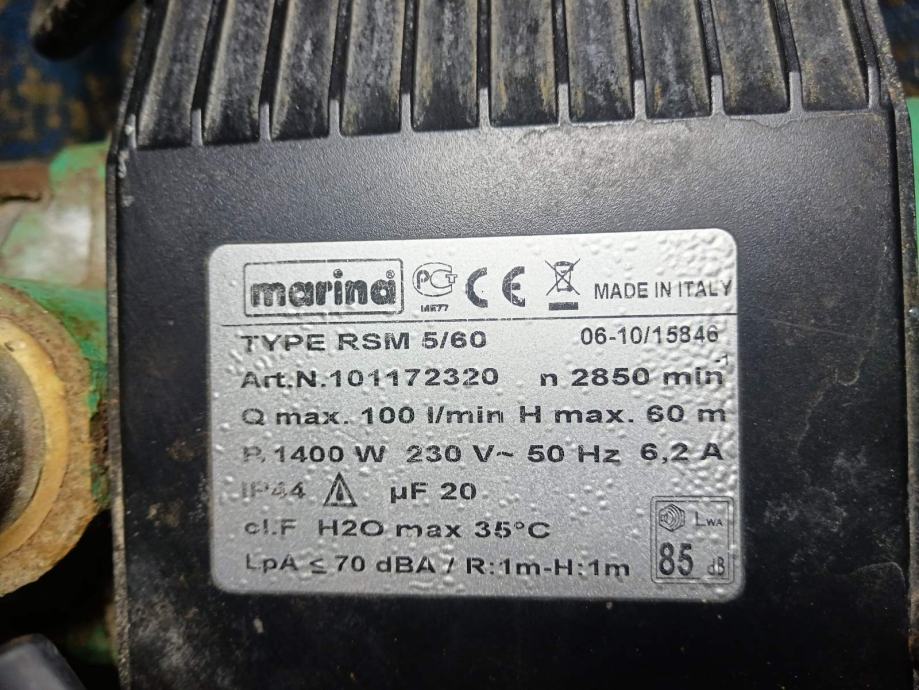 marina® PCT CE MADE IN ITALY
TYPE RSM 5/60 06-10/15846
Art.N.101172320 n 2850 min-1
Q max. 100 l/min H max. 60 m
P. 1400 W 230 V~ 50 Hz 6,2 A
IP44 µF 20
cl.F H2O max 35°C
LWA
85 dB
LpA ≤ 70 dBA / R:1m-H:1m